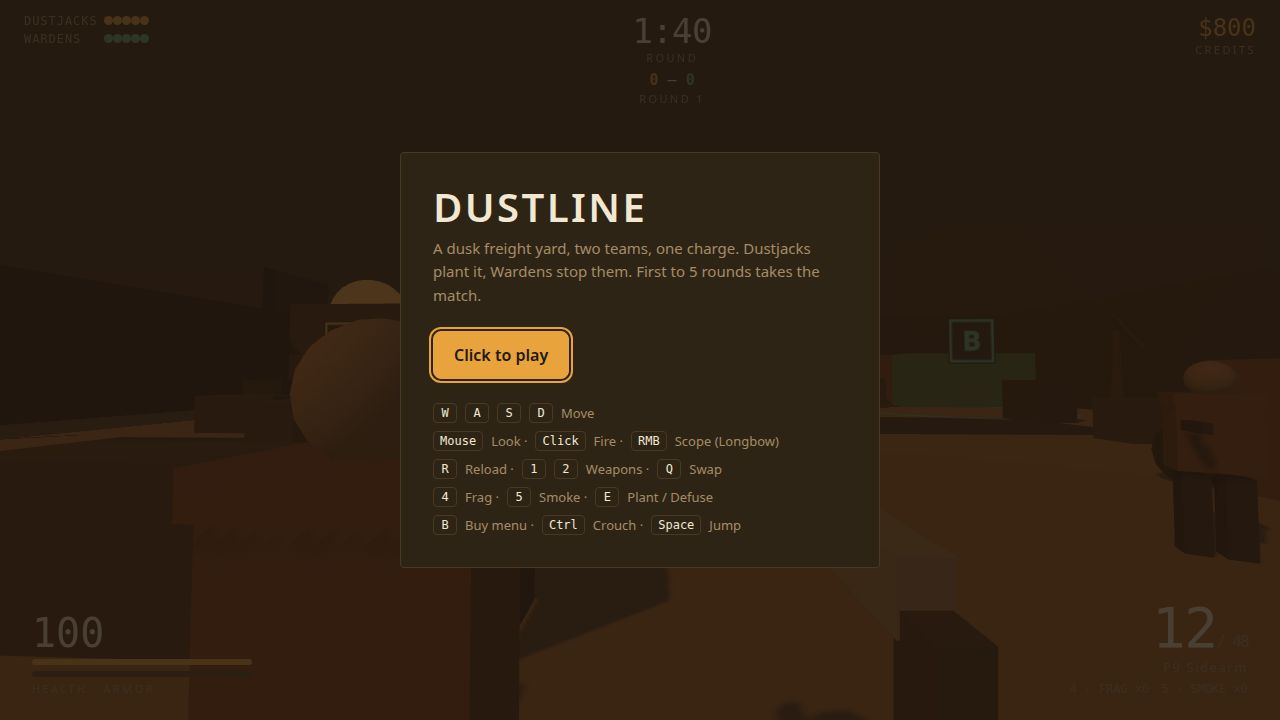 DUSTJACKS
WARDENS
1:40
ROUND
0 – 0
ROUND 1
$800
CREDITS
B
DUSTLINE
A dusk freight yard, two teams, one charge. Dustjacks
plant it, Wardens stop them. First to 5 rounds takes the
match.
Click to play
W A S D Move
Mouse Look · Click Fire · RMB Scope (Longbow)
R Reload · 1 2 Weapons · Q Swap
4 Frag · 5 Smoke · E Plant / Defuse
B Buy menu · Ctrl Crouch · Space Jump
100
HEALTH ARMOR
12 / 48
P9 Sidearm
4 · FRAG ×0 5 · SMOKE ×0